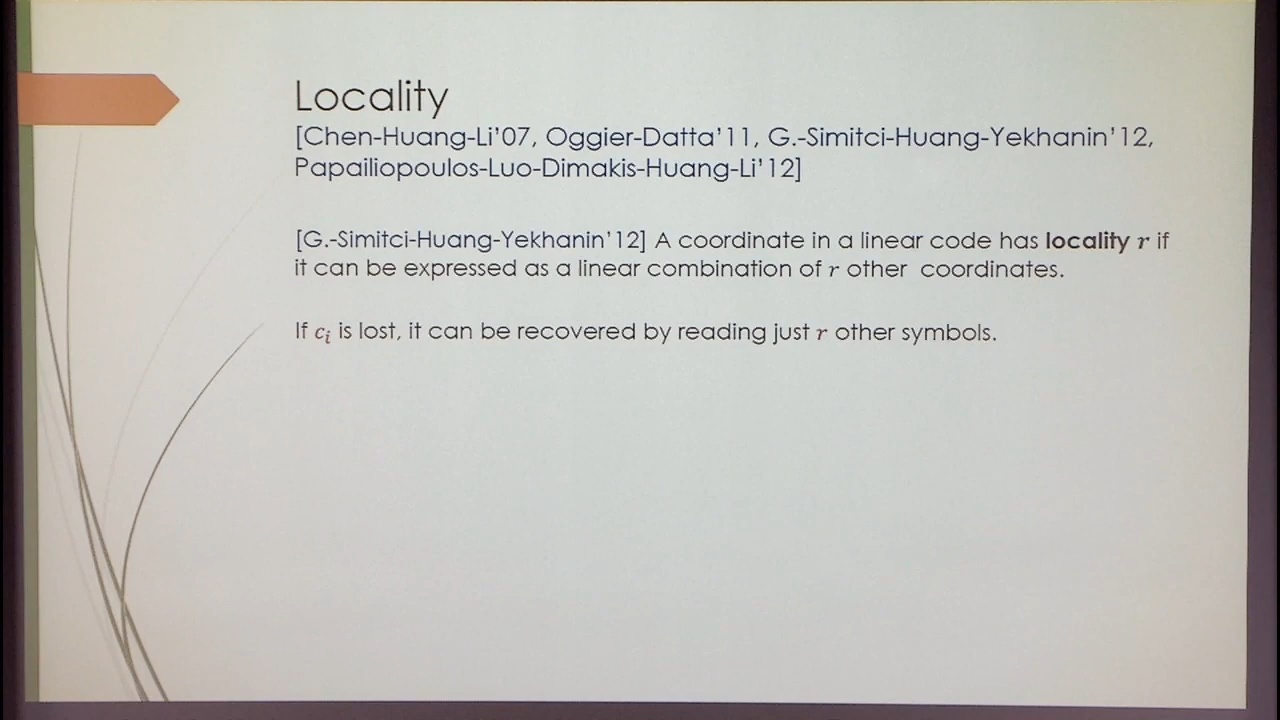 Locality
[Chen-Huang-Li'07, Oggier-Datta'11, G.-Simitci-Huang-Yekhanin'12,
Papailiopoulos-Luo-Dimakis-Huang-Li'12]
[G.-Simitci-Huang-Yekhanin'12] A coordinate in a linear code has locality r if
it can be expressed as a linear combination of r other coordinates.
If cᵢ is lost, it can be recovered by reading just r other symbols.